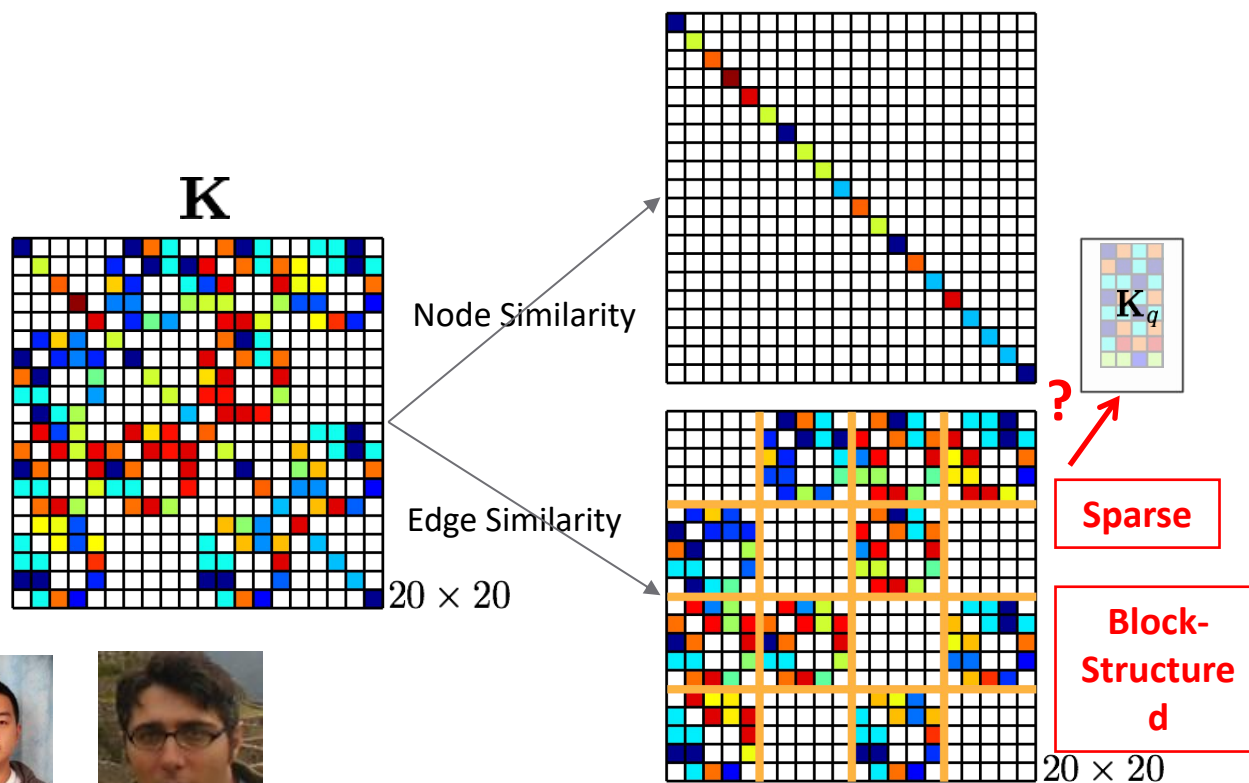 K
Node Similarity
K_q
?
Edge Similarity
Sparse
20 × 20
Block-
Structure
d
20 × 20